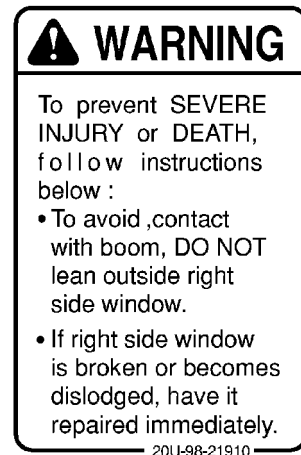 WARNING
To prevent SEVERE
INJURY or DEATH,
follow instructions
below :
• To avoid ,contact
with boom, DO NOT
lean outside right
side window.
• If right side window
is broken or becomes
dislodged, have it
repaired immediately.
20U-98-21910